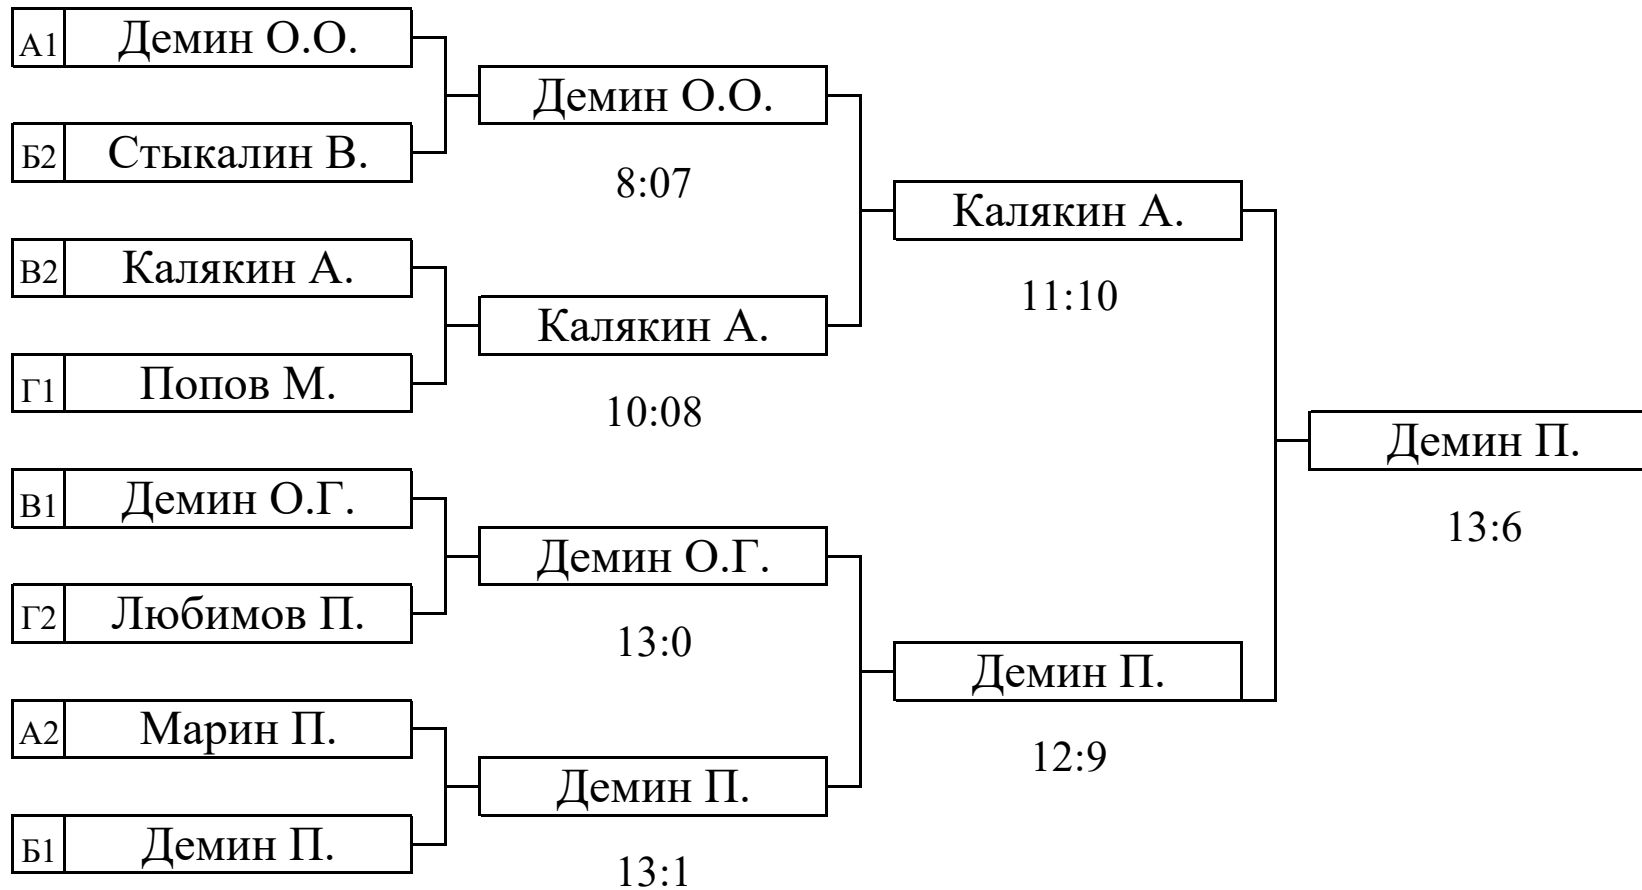 А1 Демин О.О.
Б2 Стыкалин В.
В2 Калякин А.
Г1 Попов М.
В1 Демин О.Г.
Г2 Любимов П.
А2 Марин П.
Б1 Демин П.
Демин О.О.
8:07
Калякин А.
10:08
Демин О.Г.
13:0
Демин П.
13:1
Калякин А.
11:10
Демин П.
12:9
Демин П.
13:6